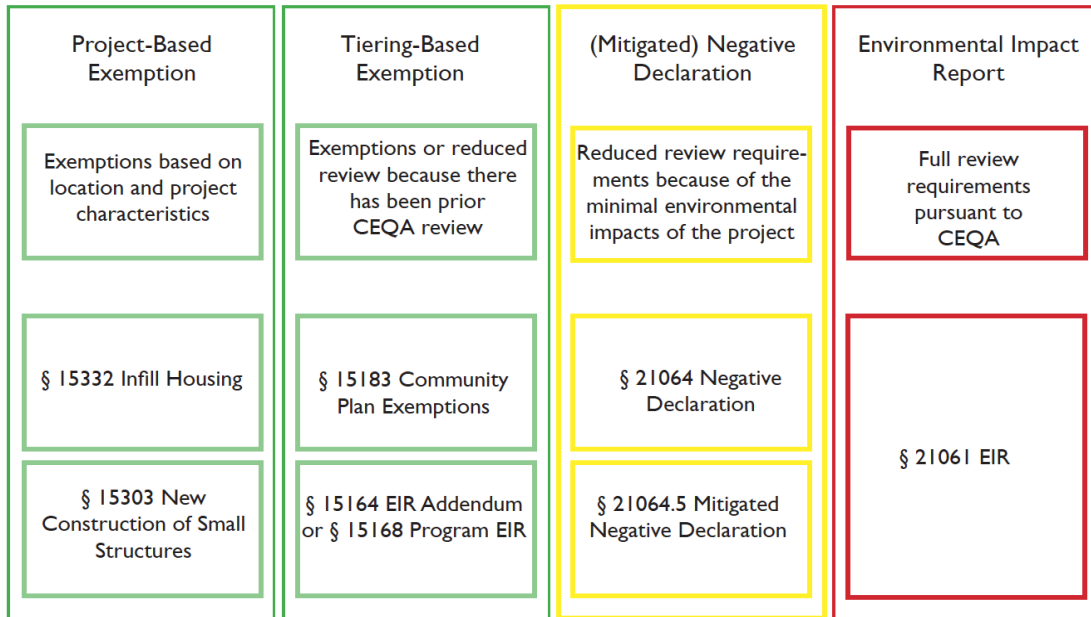 Project-Based
Exemption
Exemptions based on
location and project
characteristics
§ 15332 Infill Housing
§ 15303 New
Construction of Small
Structures
Tiering-Based
Exemption
Exemptions or reduced
review because there
has been prior
CEQA review
§ 15183 Community
Plan Exemptions
§ 15164 EIR Addendum
or § 15168 Program EIR
(Mitigated) Negative
Declaration
Reduced review require-
ments because of the
minimal environmental
impacts of the project
§ 21064 Negative
Declaration
§ 21064.5 Mitigated
Negative Declaration
Environmental Impact
Report
Full review
requirements
pursuant to
CEQA
§ 21061 EIR